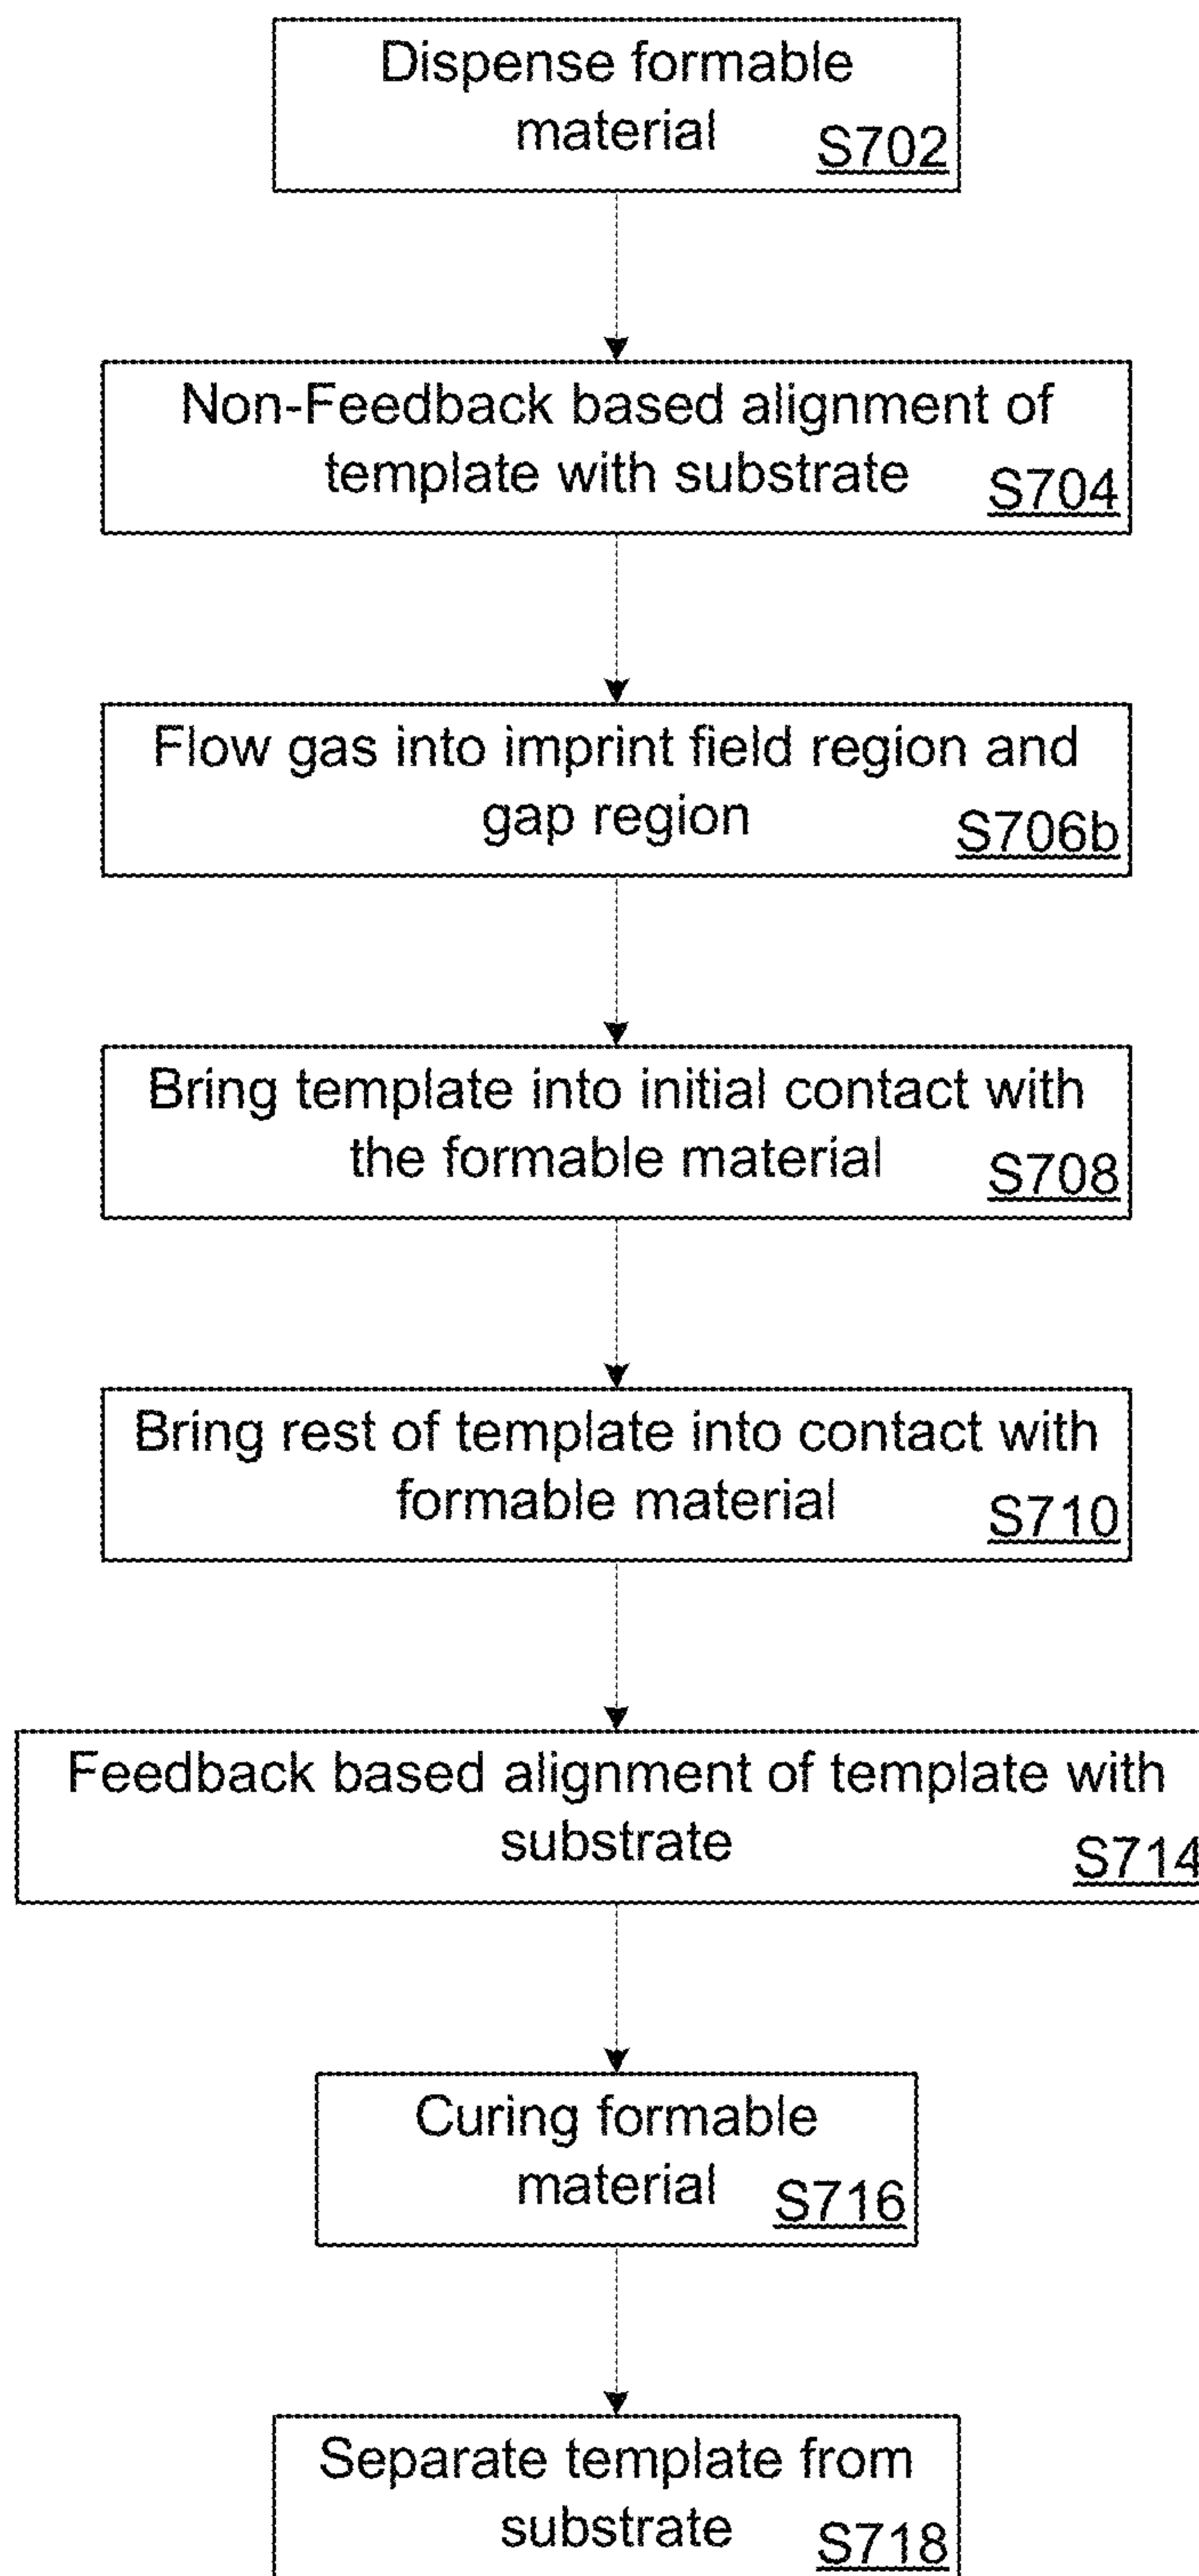 Dispense formable
material
S702
Non-Feedback based alignment of
template with substrate
S704
Flow gas into imprint field region and
gap region
S706b
Bring template into initial contact with
the formable material
S708
Bring rest of template into contact with
formable material
S710
Feedback based alignment of template with
substrate
S714
Curing formable
material
S716
Separate template from
substrate
S718